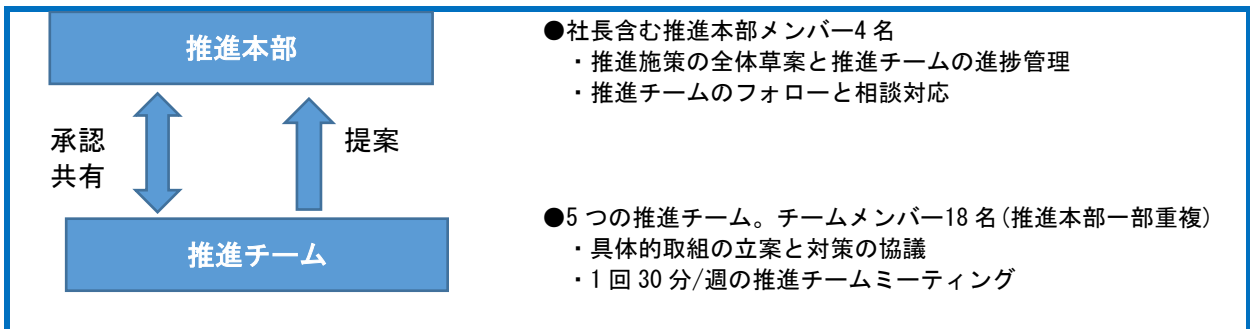 推進本部
承認
共有
提案
推進チーム
●社長含む推進本部メンバー4名
・推進施策の全体草案と推進チームの進捗管理
・推進チームのフォローと相談対応
●5つの推進チーム。チームメンバー18名(推進本部一部重複)
・具体的取組の立案と対策の協議
・1回30分/週の推進チームミーティング